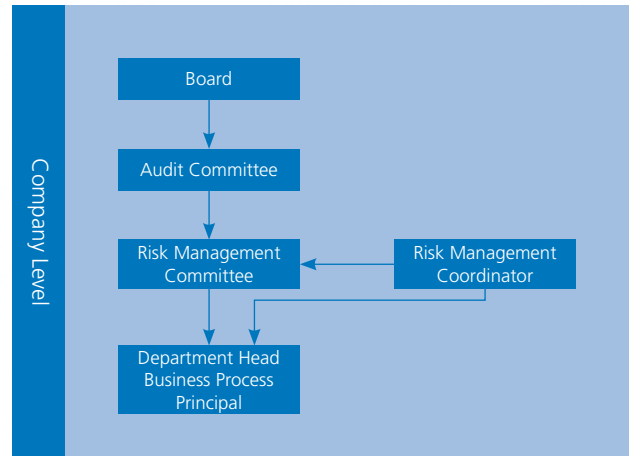 Company Level
Board
Audit Committee
Risk Management
Committee
Risk Management
Coordinator
Department Head
Business Process
Principal